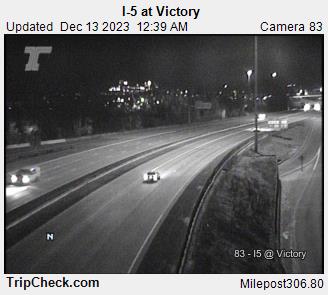 I-5 at Victory
Updated Dec 13 2023 12:39 AM Camera 83
T
N
83 - I5 @ Victory
TripCheck.com Milepost306.80